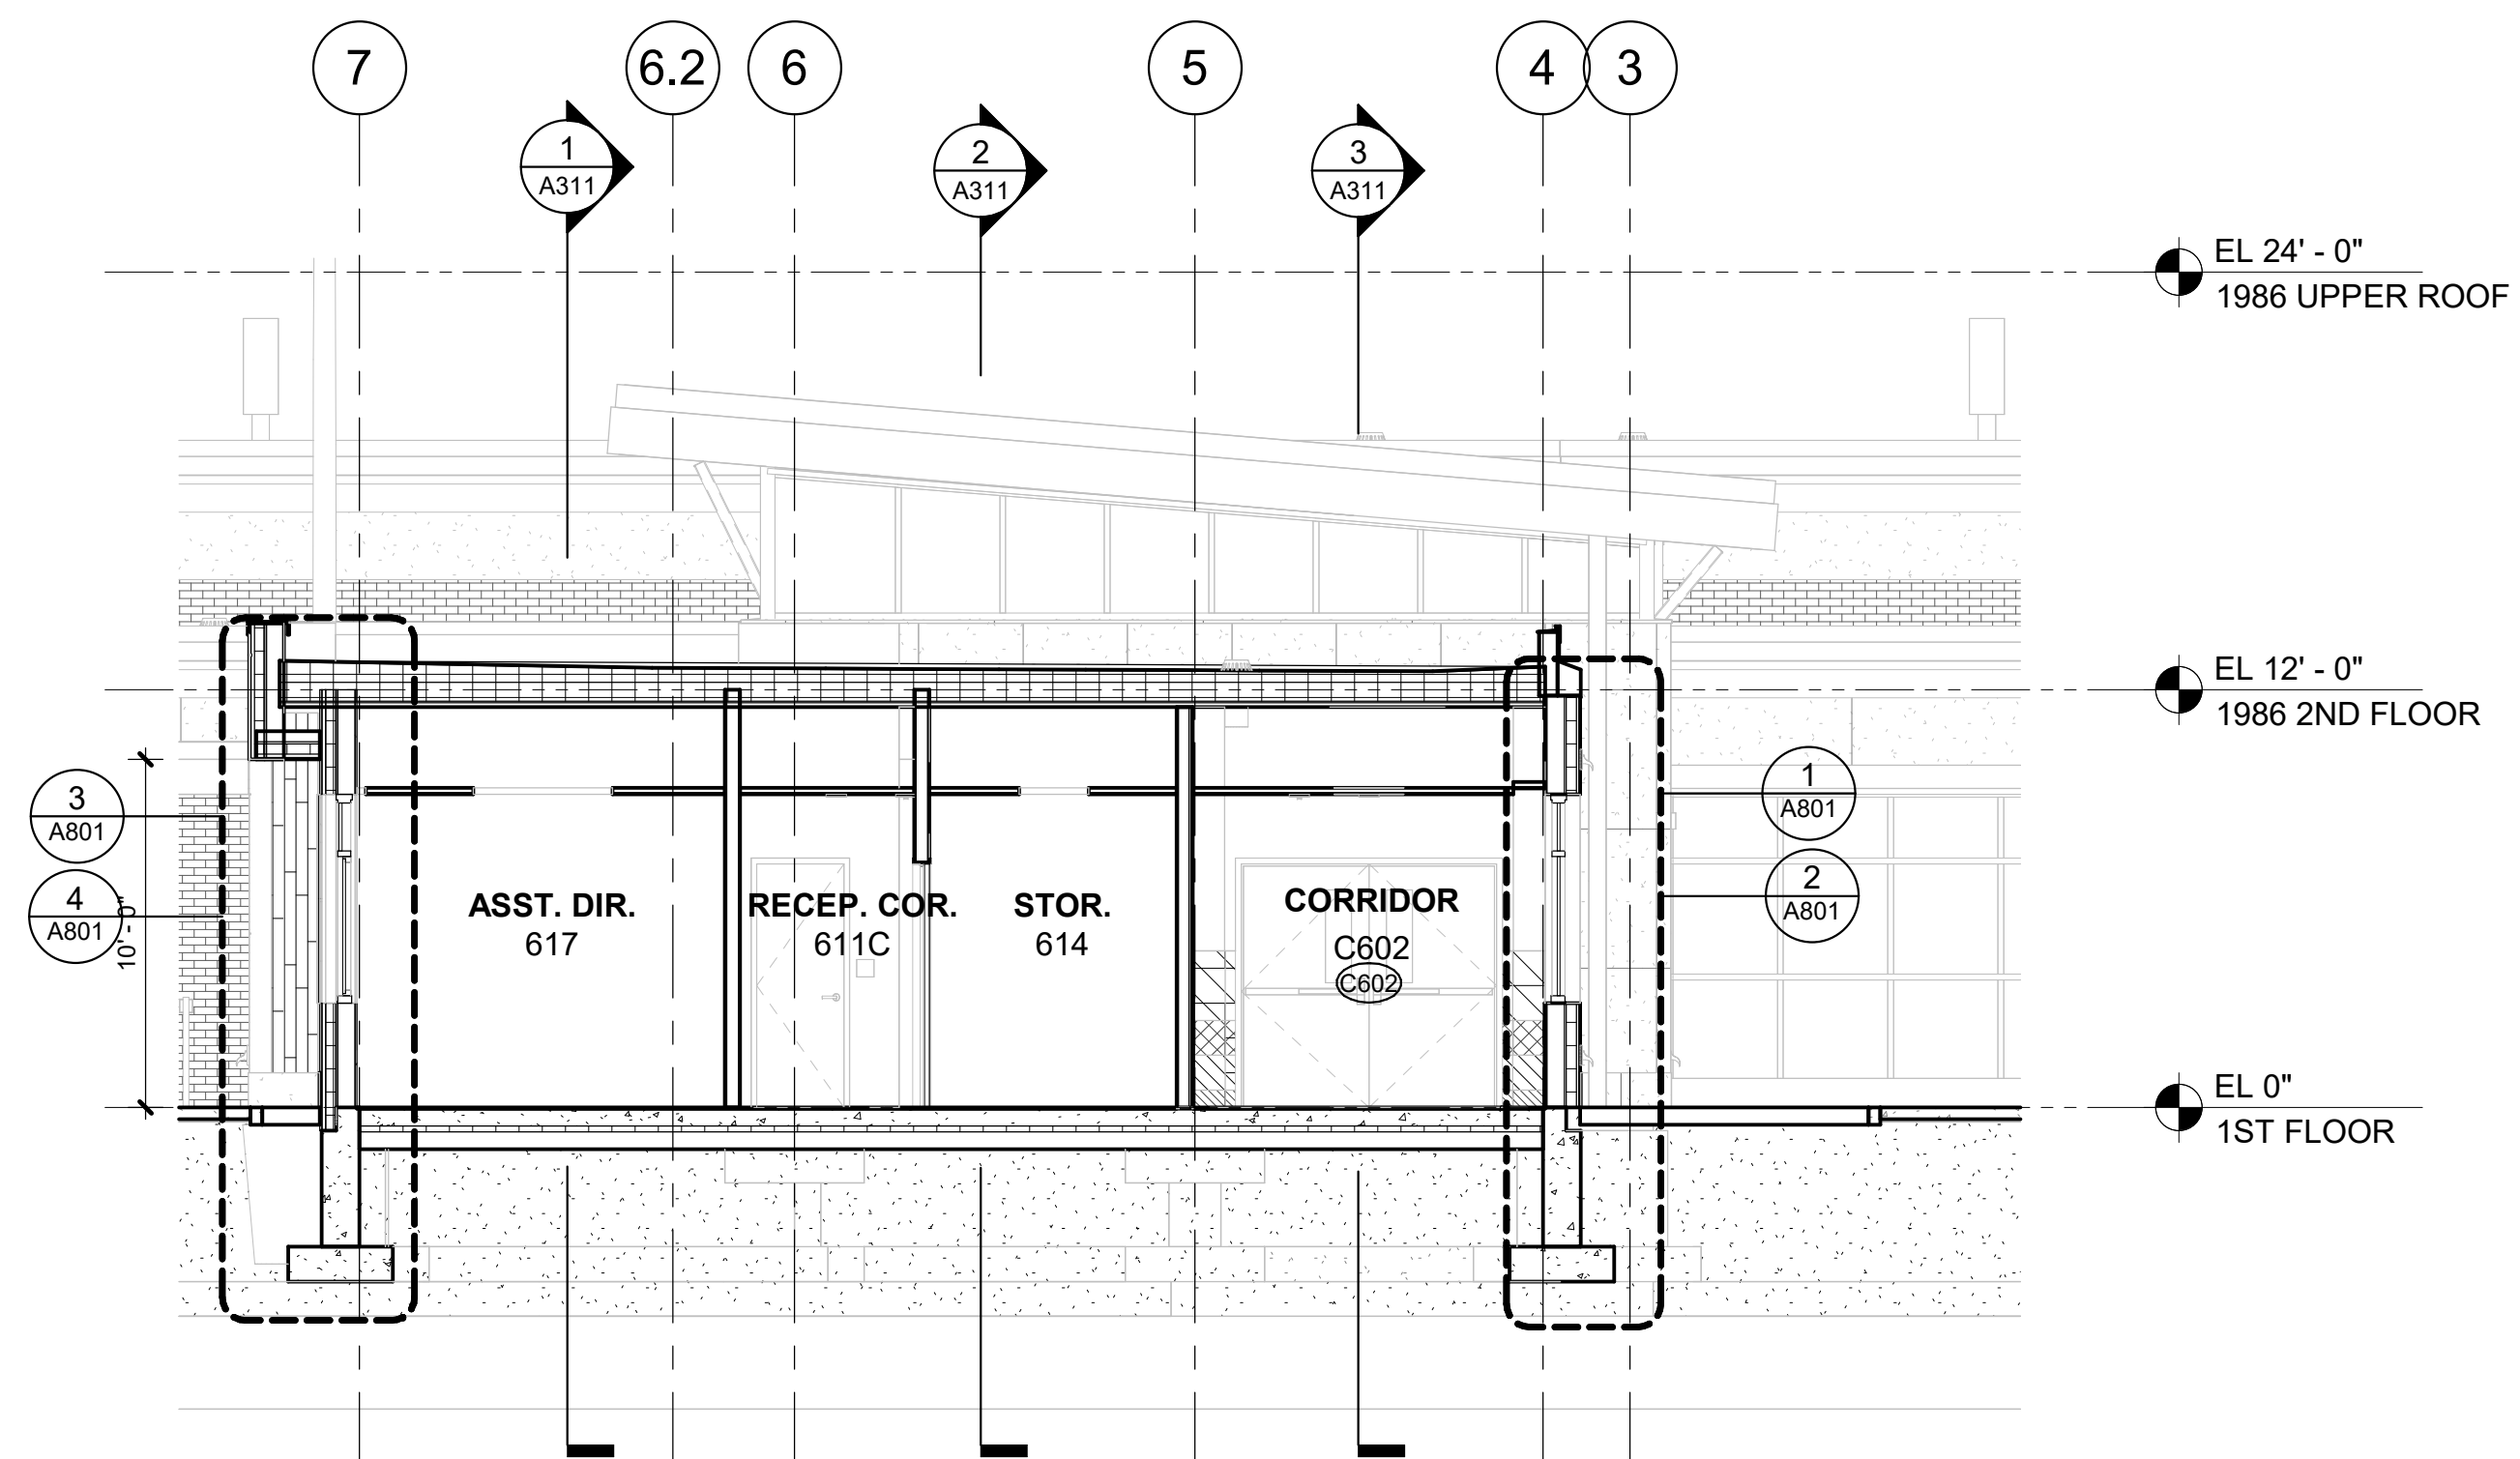 7
6.2
6
5
4
3
1
A311
2
A311
3
A311
EL 24' - 0"
1986 UPPER ROOF
EL 12' - 0"
1986 2ND FLOOR
3
A801
4
A801
10' - 0"
1
A801
2
A801
ASST. DIR.
617
RECEP. COR.
611C
STOR.
614
CORRIDOR
C602
C602
EL 0"
1ST FLOOR